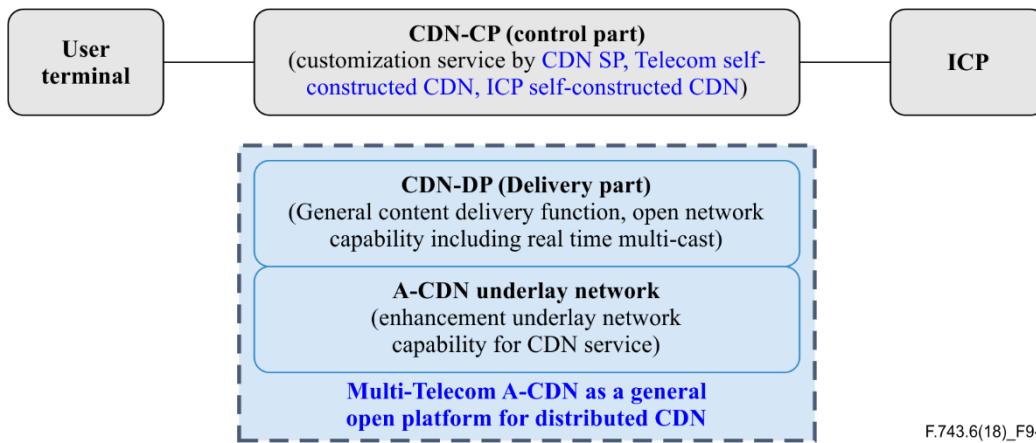 User
terminal
CDN-CP (control part)
(customization service by CDN SP, Telecom self-
constructed CDN, ICP self-constructed CDN)
ICP
CDN-DP (Delivery part)
(General content delivery function, open network
capability including real time multi-cast)
A-CDN underlay network
(enhancement underlay network
capability for CDN service)
Multi-Telecom A-CDN as a general
open platform for distributed CDN
F.743.6(18)_F9